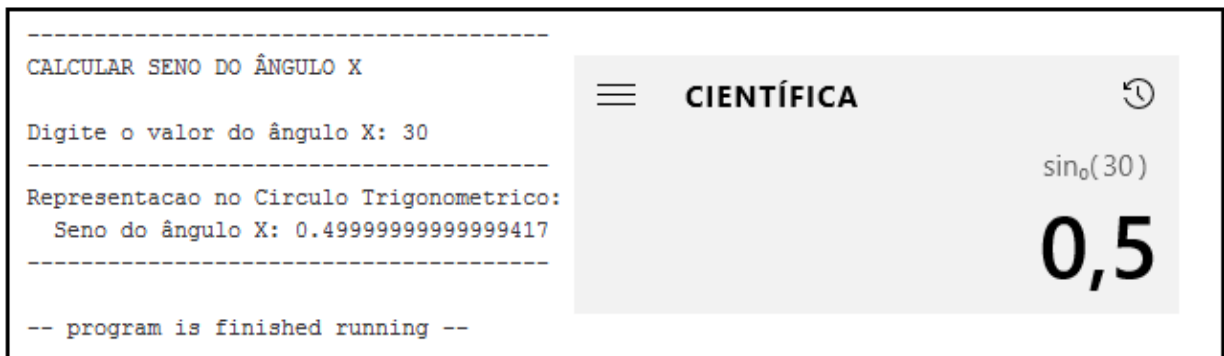 ---------------------------------------
CALCULAR SENO DO ÂNGULO X
Digite o valor do ângulo X: 30
---------------------------------------
Representacao no Circulo Trigonometrico:
Seno do ângulo X: 0.49999999999999417
---------------------------------------
-- program is finished running --
CIENTÍFICA
sin₀(30)
0,5